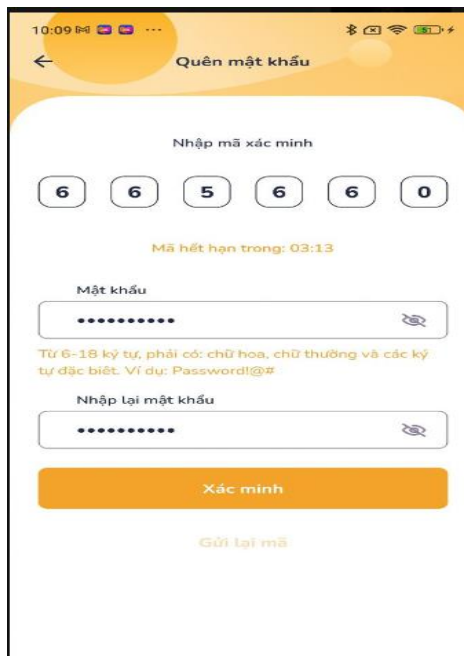 10:09
Quên mật khẩu
Nhập mã xác minh
6 6 5 6 6 0
Mã hết hạn trong: 03:13
Mật khẩu
••••••••••
Từ 6-18 ký tự, phải có: chữ hoa, chữ thường và các ký
tự đặc biêt. Ví dụ: Password!@#
Nhập lại mật khẩu
••••••••••
Xác minh
Gửi lại mã